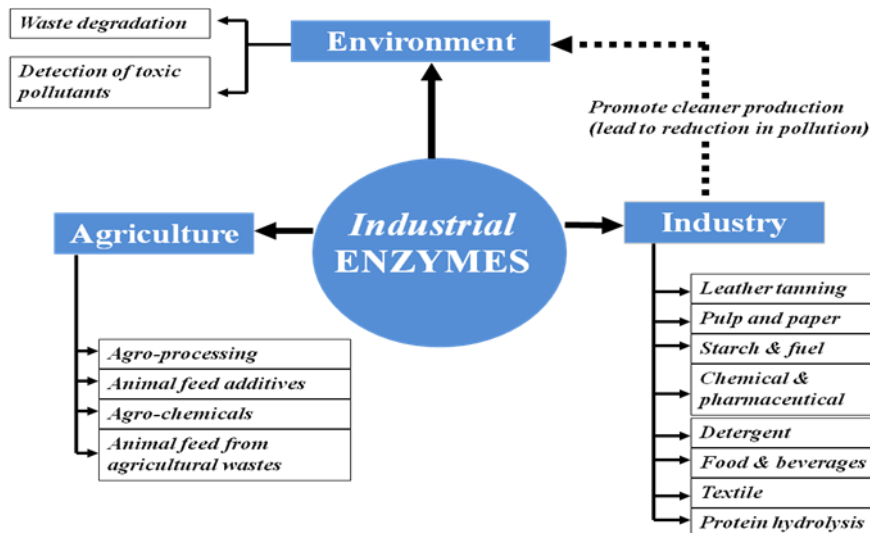 Waste degradation
Detection of toxic
pollutants
Environment
Promote cleaner production
(lead to reduction in pollution)
Industrial
ENZYMES
Agriculture
Agro-processing
Animal feed additives
Agro-chemicals
Animal feed from
agricultural wastes
Industry
Leather tanning
Pulp and paper
Starch & fuel
Chemical &
pharmaceutical
Detergent
Food & beverages
Textile
Protein hydrolysis